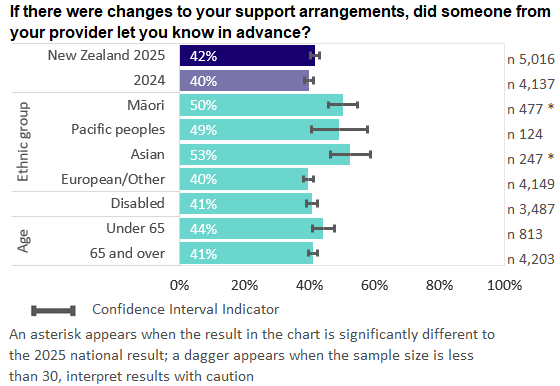 If there were changes to your support arrangements, did someone from
your provider let you know in advance?
New Zealand 2025 42% n 5,016
2024 40% n 4,137
Ethnic group
Māori 50% n 477 *
Pacific peoples 49% n 124
Asian 53% n 247 *
European/Other 40% n 4,149
Disabled 41% n 3,487
Age
Under 65 44% n 813
65 and over 41% n 4,203
0% 20% 40% 60% 80% 100%
Confidence Interval Indicator
An asterisk appears when the result in the chart is significantly different to
the 2025 national result; a dagger appears when the sample size is less
than 30, interpret results with caution